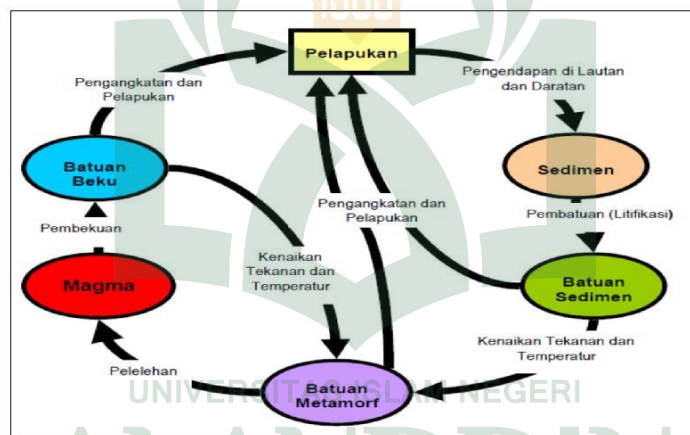 Pelapukan
Pengangkatan dan
Pelapukan
Pengendapan di Lautan
dan Daratan
Batuan
Beku
Sedimen
Pengangkatan dan
Pelapukan
Pembatuan (Litifikasi)
Pembekuan
Kenaikan
Tekanan dan
Temperatur
Magma
Batuan
Sedimen
Kenaikan Tekanan dan
Temperatur
Pelelehan
Batuan
Metamorf
UNIVERSITAS ISLAM NEGERI